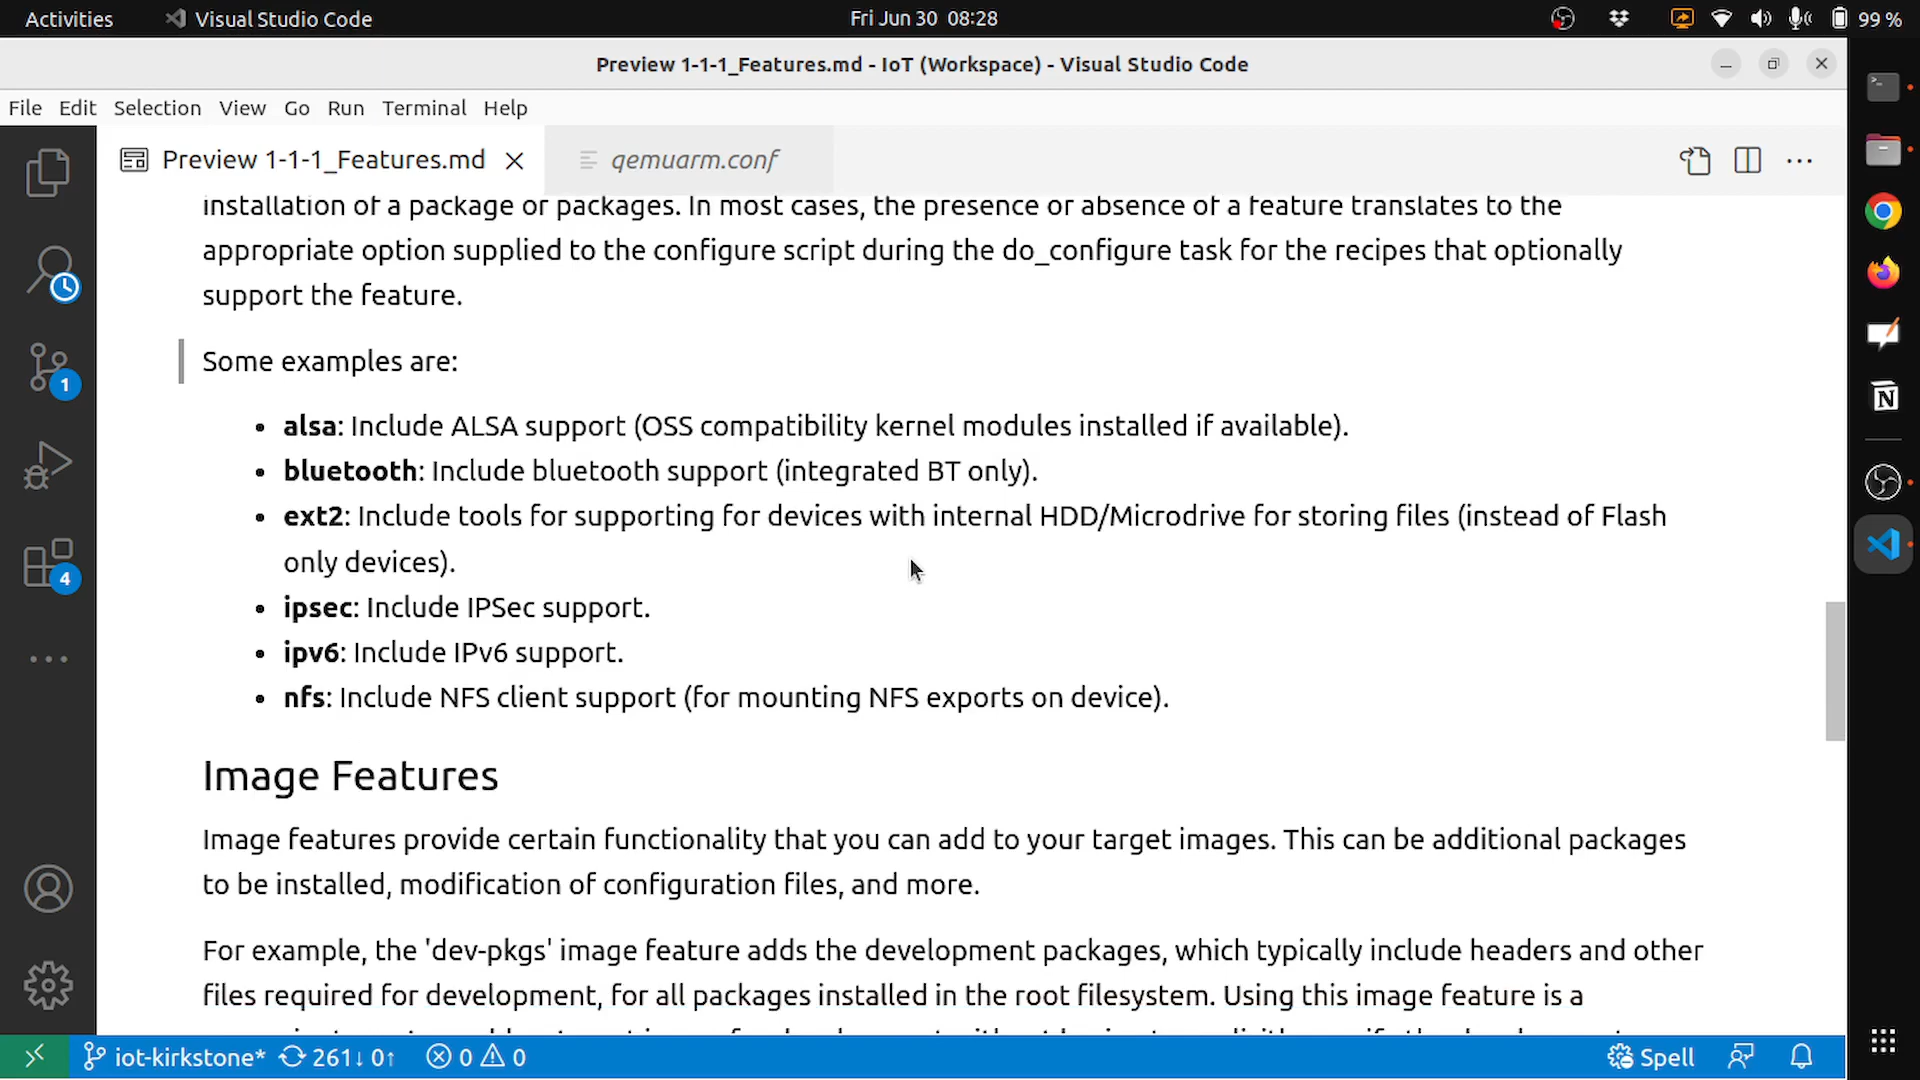 Activities Visual Studio Code Fri Jun 30 08:28 99 %
Preview 1-1-1_Features.md - IoT (Workspace) - Visual Studio Code
File Edit Selection View Go Run Terminal Help
Preview 1-1-1_Features.md qemuarm.conf
installation of a package or packages. In most cases, the presence or absence of a feature translates to the
appropriate option supplied to the configure script during the do_configure task for the recipes that optionally
support the feature.
Some examples are:
• alsa: Include ALSA support (OSS compatibility kernel modules installed if available).
• bluetooth: Include bluetooth support (integrated BT only).
• ext2: Include tools for supporting for devices with internal HDD/Microdrive for storing files (instead of Flash
only devices).
• ipsec: Include IPSec support.
• ipv6: Include IPv6 support.
• nfs: Include NFS client support (for mounting NFS exports on device).
1
4
Image Features
Image features provide certain functionality that you can add to your target images. This can be additional packages
to be installed, modification of configuration files, and more.
For example, the 'dev-pkgs' image feature adds the development packages, which typically include headers and other
files required for development, for all packages installed in the root filesystem. Using this image feature is a
iot-kirkstone* 261↓ 0↑ 0 0 Spell